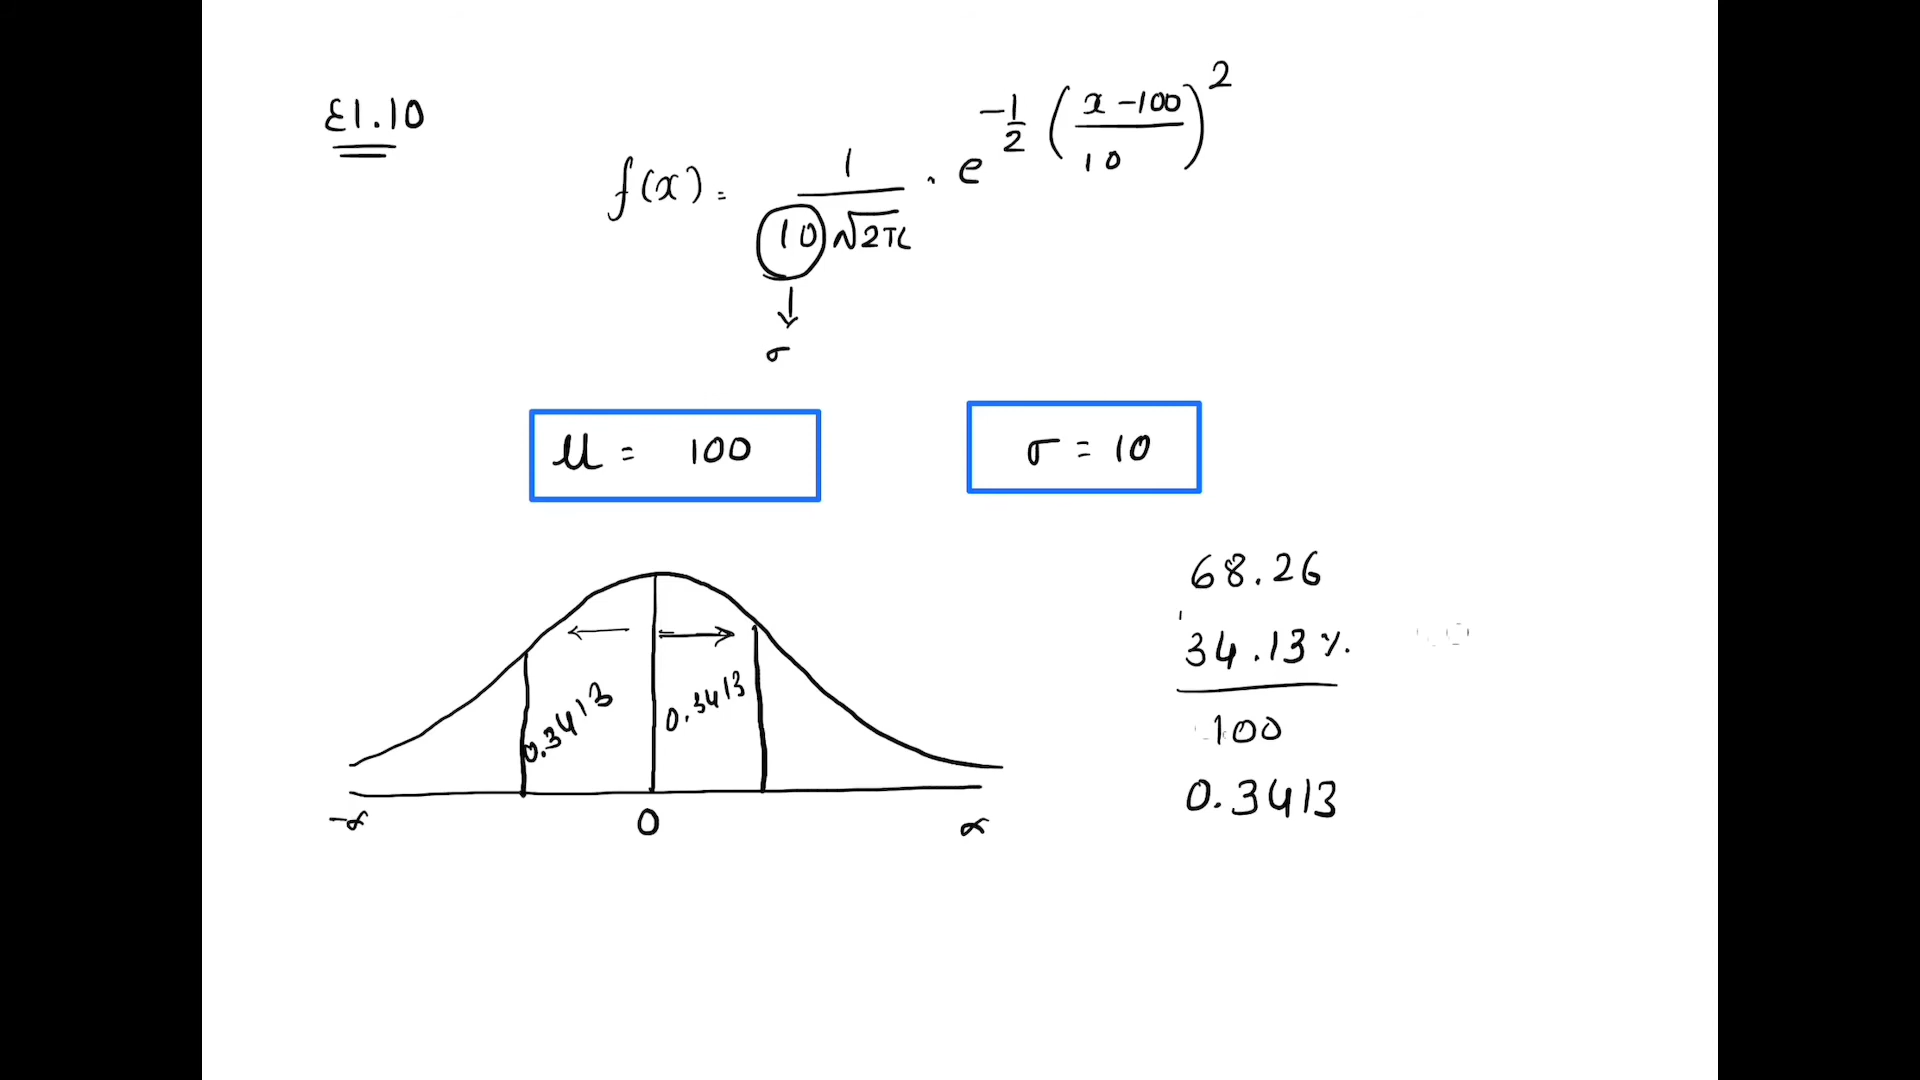 Ɛ1.10
f(x) = 1/(10√2π) . e^(-1/2 ((x-100)/10)^2)
↓
σ
μ = 100
σ = 10
68.26
34.13 %.
100
0.3413
0.3413 0.3413
-∝ 0 ∝